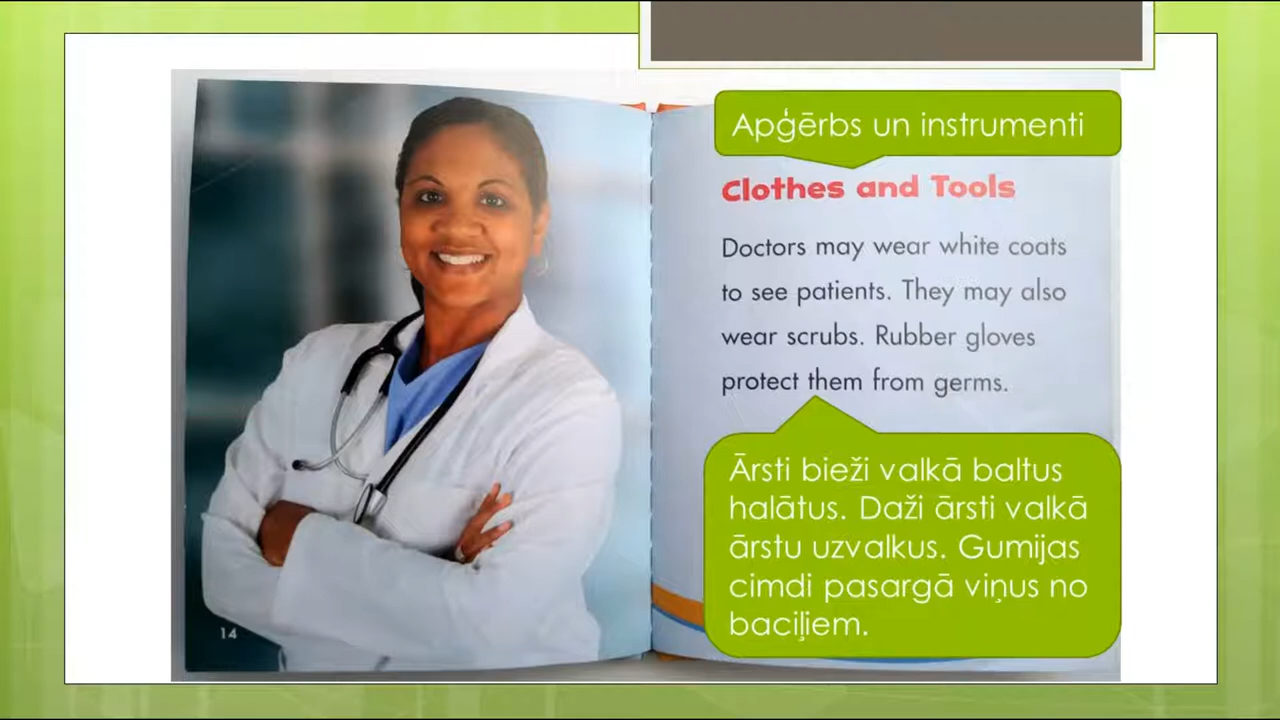 Apģērbs un instrumenti
Clothes and Tools
Doctors may wear white coats
to see patients. They may also
wear scrubs. Rubber gloves
protect them from germs.
Ārsti bieži valkā baltus
halātus. Daži ārsti valkā
ārstu uzvalkus. Gumijas
cimdi pasargā viņus no
baciļiem.
14